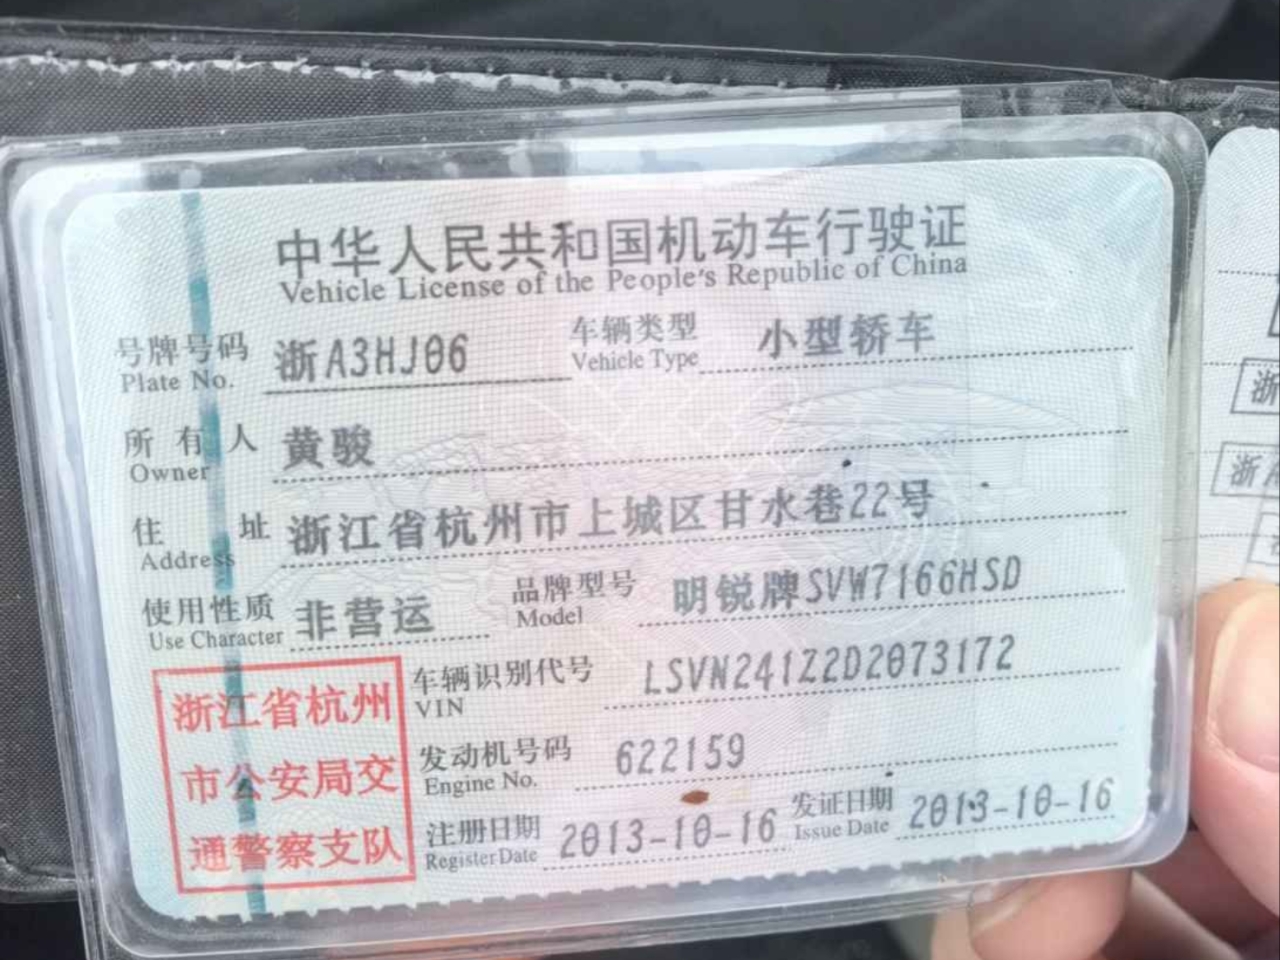 中华人民共和国机动车行驶证
Vehicle License of the People's Republic of China
号牌号码 浙A3HJ06 车辆类型 小型轿车
Plate No. Vehicle Type
所有人 黄骏
Owner
住址 浙江省杭州市上城区甘水巷22号
Address
使用性质 非营运 品牌型号 明锐牌SVW7166HSD
Use Character Model
浙江省杭州
市公安局交
通警察支队
车辆识别代号 LSVN241Z2D2073172
VIN
发动机号码 622159
Engine No.
注册日期 2013-10-16 发证日期 2013-10-16
Register Date Issue Date
浙
浙